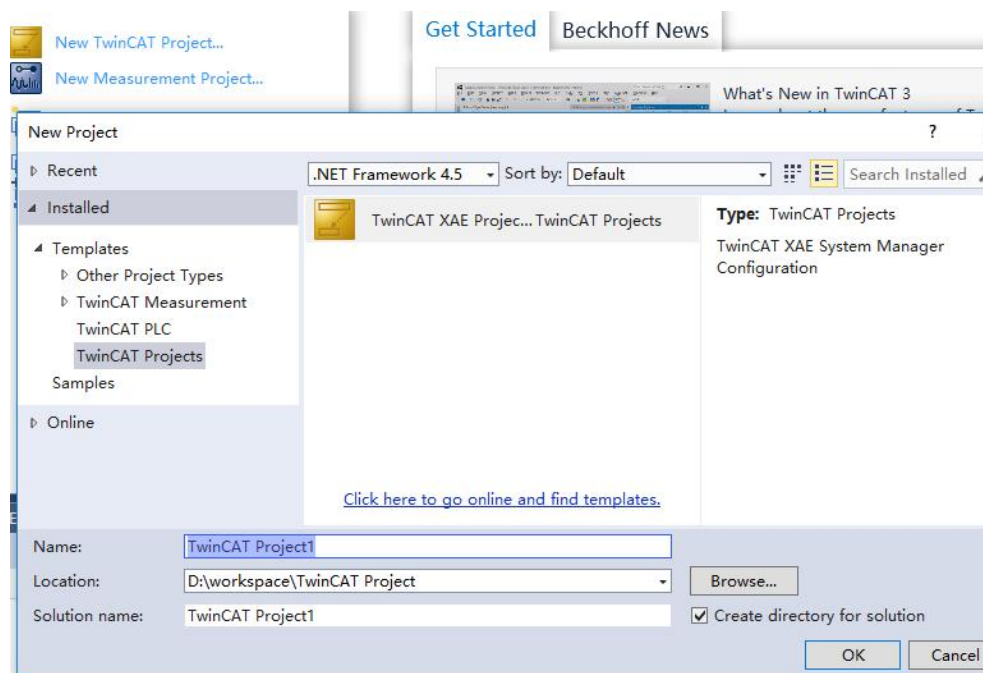 New TwinCAT Project...
New Measurement Project...
Get Started Beckhoff News
What's New in TwinCAT 3
New Project ?
Recent
.NET Framework 4.5 Sort by: Default
Search Installed
Installed
Templates
Other Project Types
TwinCAT Measurement
TwinCAT PLC
TwinCAT Projects
Samples
Online
TwinCAT XAE Projec... TwinCAT Projects
Type: TwinCAT Projects
TwinCAT XAE System Manager
Configuration
Click here to go online and find templates.
Name: TwinCAT Project1
Location: D:\workspace\TwinCAT Project
Browse...
Solution name: TwinCAT Project1
Create directory for solution
OK Cancel